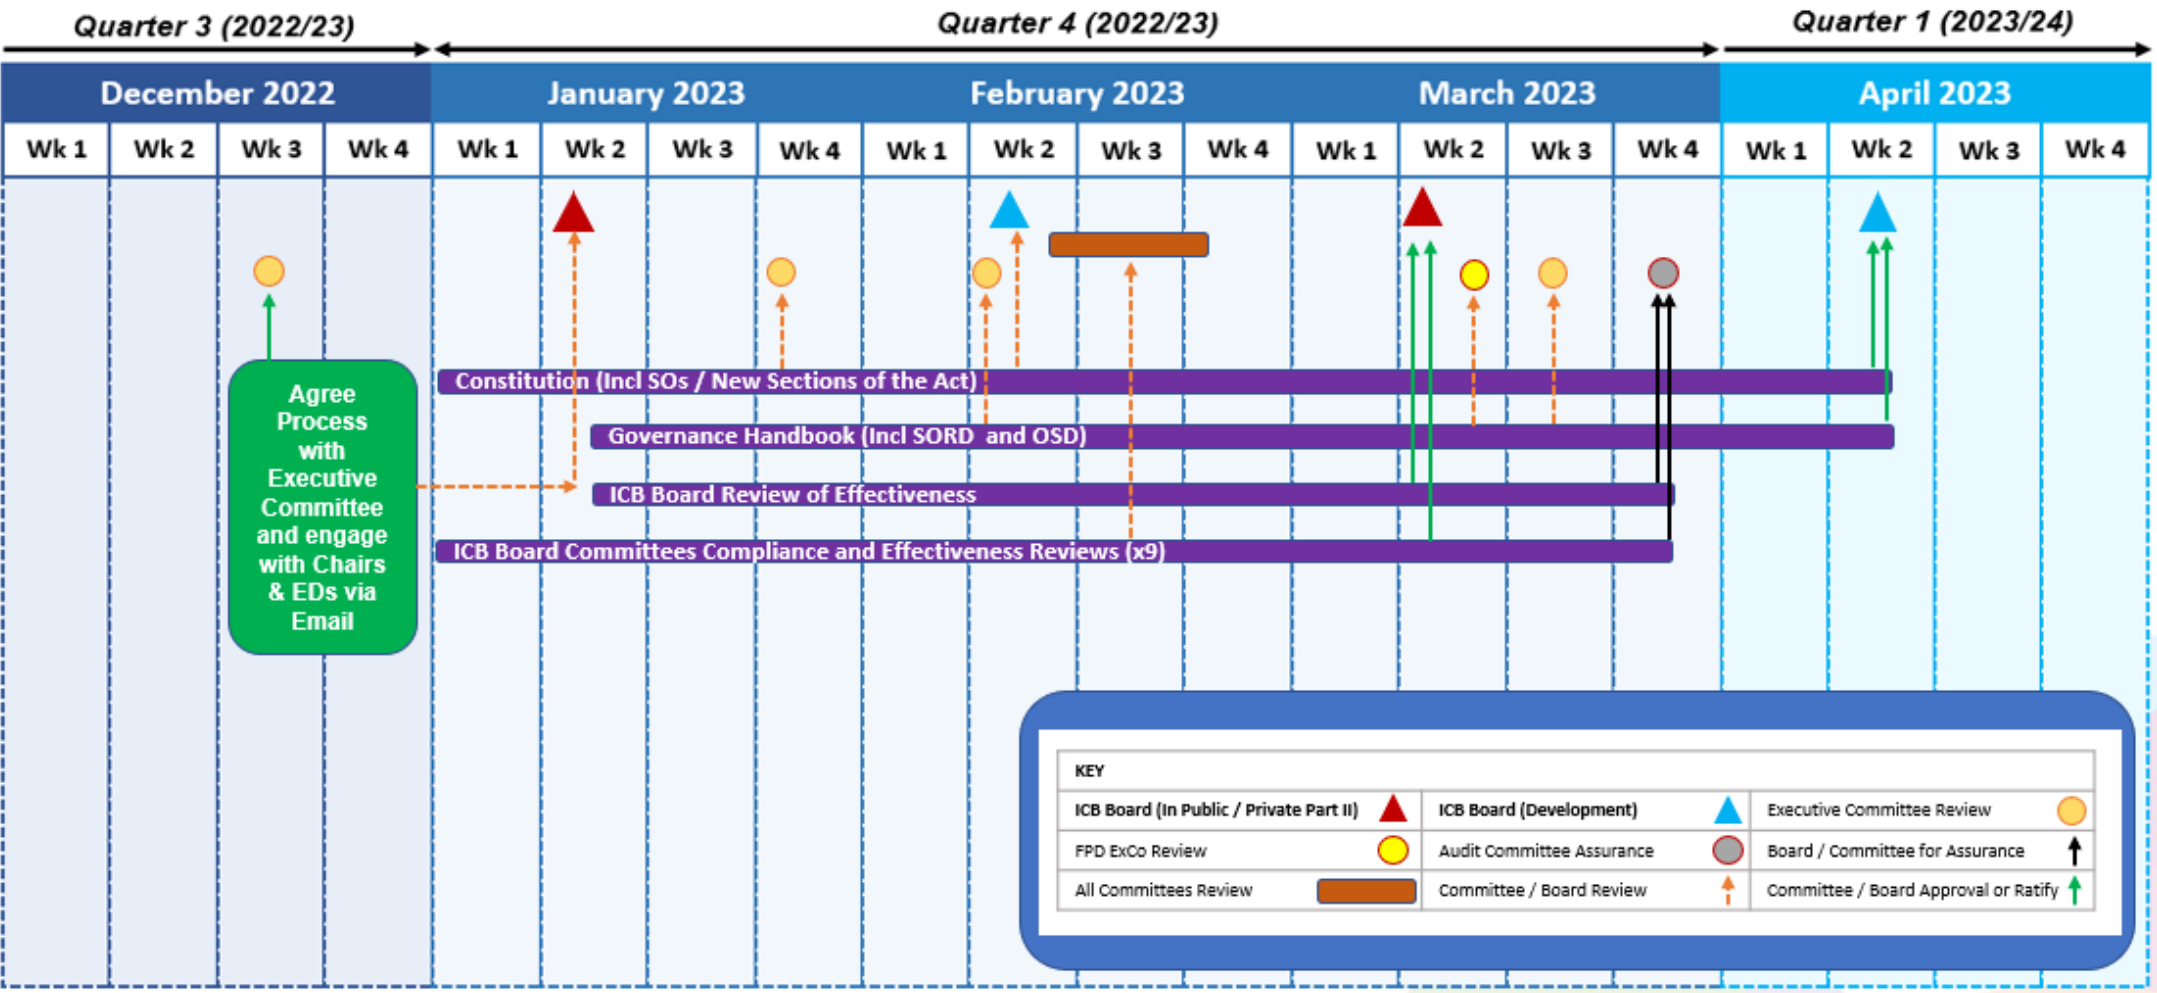 Quarter 3 (2022/23)
Quarter 4 (2022/23)
Quarter 1 (2023/24)
December 2022
January 2023
February 2023
March 2023
April 2023
Wk 1
Wk 2
Wk 3
Wk 4
Wk 1
Wk 2
Wk 3
Wk 4
Wk 1
Wk 2
Wk 3
Wk 4
Wk 1
Wk 2
Wk 3
Wk 4
Wk 1
Wk 2
Wk 3
Wk 4
Agree
Process
with
Executive
Committee
and engage
with Chairs
& EDs via
Email
Constitution (Incl SOs / New Sections of the Act)
Governance Handbook (Incl SORD and OSD)
ICB Board Review of Effectiveness
ICB Board Committees Compliance and Effectiveness Reviews (x9)
KEY
ICB Board (In Public / Private Part II)
ICB Board (Development)
Executive Committee Review
FPD ExCo Review
Audit Committee Assurance
Board / Committee for Assurance
All Committees Review
Committee / Board Review
Committee / Board Approval or Ratify